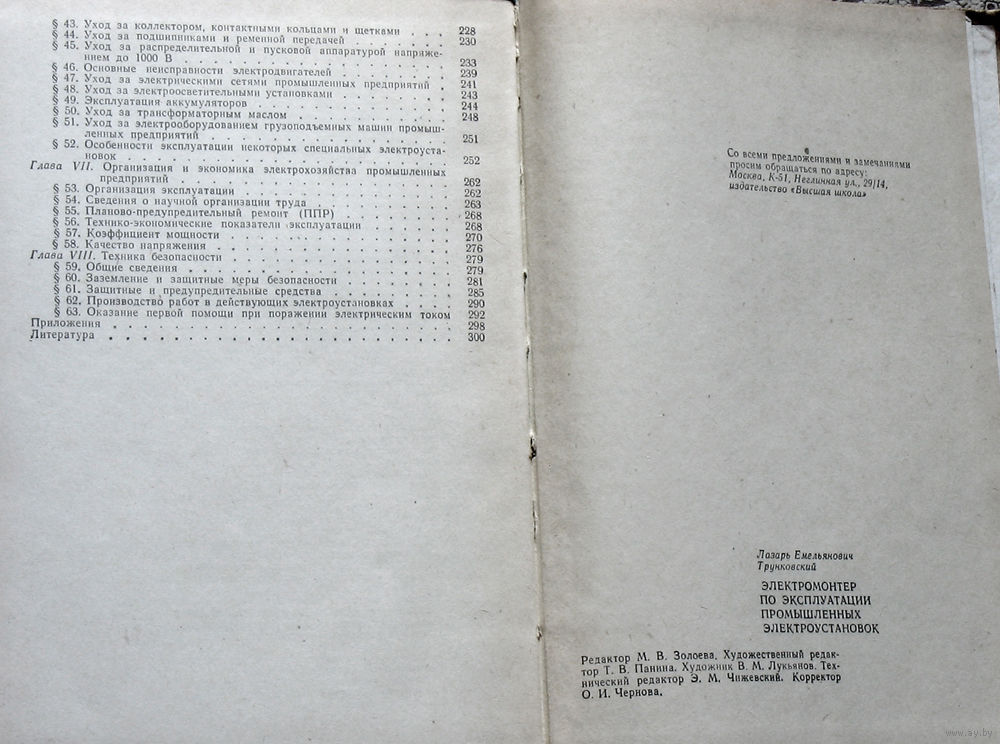 § 43. Уход за коллектором, контактными кольцами и щетками . . . 228
§ 44. Уход за подшипниками и ременной передачей . . . . . . 230
§ 45. Уход за распределительной и пусковой аппаратурой напряже-
нием до 1000 В . . . . . . . . . . . . . . . 233
§ 46. Основные неисправности электродвигателей . . . . . . . 239
§ 47. Уход за электрическими сетями промышленных предприятий . 241
§ 48. Уход за электроосветительными установками . . . . . . 243
§ 49. Эксплуатация аккумуляторов . . . . . . . . . . . 244
§ 50. Уход за трансформаторным маслом . . . . . . . . . 248
§ 51. Уход за электрооборудованием грузоподъемных машин промыш-
ленных предприятий . . . . . . . . . . . . . 251
§ 52. Особенности эксплуатации некоторых специальных электроуста-
новок . . . . . . . . . . . . . . . . . . 252
Глава VII. Организация и экономика электрохозяйства промышленных
предприятий . . . . . . . . . . . . . . . 262
§ 53. Организация эксплуатации . . . . . . . . . . . . 262
§ 54. Сведения о научной организации труда . . . . . . . . 263
§ 55. Планово-предупредительный ремонт (ППР) . . . . . . . 268
§ 56. Технико-экономические показатели эксплуатации . . . . . 268
§ 57. Коэффициент мощности . . . . . . . . . . . . . 270
§ 58. Качество напряжения . . . . . . . . . . . . . . 276
Глава VIII. Техника безопасности . . . . . . . . . . . . . 279
§ 59. Общие сведения . . . . . . . . . . . . . . . . 279
§ 60. Заземление и защитные меры безопасности . . . . . . . 281
§ 61. Защитные и предупредительные средства . . . . . . . . 285
§ 62. Производство работ в действующих электроустановках . . . . 290
§ 63. Оказание первой помощи при поражении электрическим током 292
Приложения . . . . . . . . . . . . . . . . . . . . . 298
Литература . . . . . . . . . . . . . . . . . . . . . 300
Со всеми предложениями и замечаниями
просим обращаться по адресу:
Москва, К-51, Неглинная ул., 29/14,
издательство «Высшая школа»
Лазарь Емельянович
Трунковский
ЭЛЕКТРОМОНТЕР
ПО ЭКСПЛУАТАЦИИ
ПРОМЫШЛЕННЫХ
ЭЛЕКТРОУСТАНОВОК
Редактор М. В. Золоева. Художественный редак-
тор Т. В. Панина. Художник В. М. Лукьянов. Тех-
нический редактор Э. М. Чижевский. Корректор
О. И. Чернова.
www.ay.by